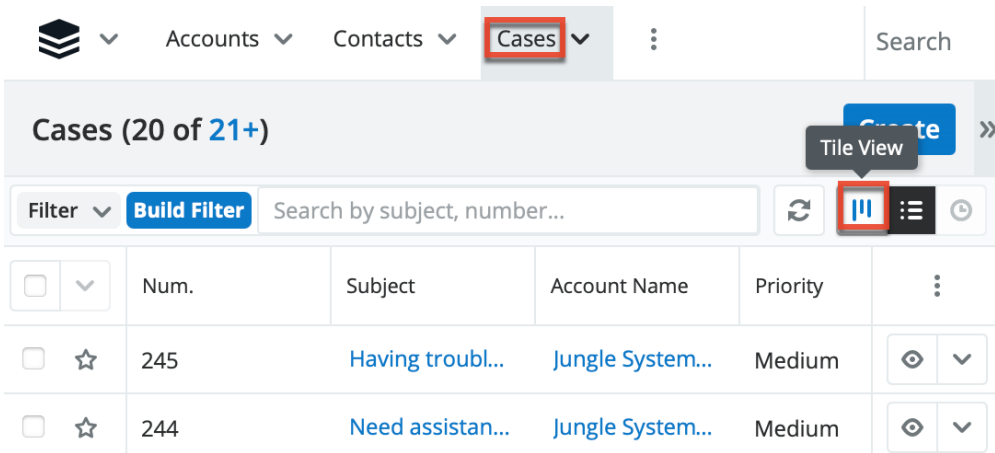 Accounts Contacts Cases Search
Cases (20 of 21+)
Tile View
Filter Build Filter Search by subject, number...
Num. Subject Account Name Priority
245 Having troubl... Jungle System... Medium
244 Need assistan... Jungle System... Medium